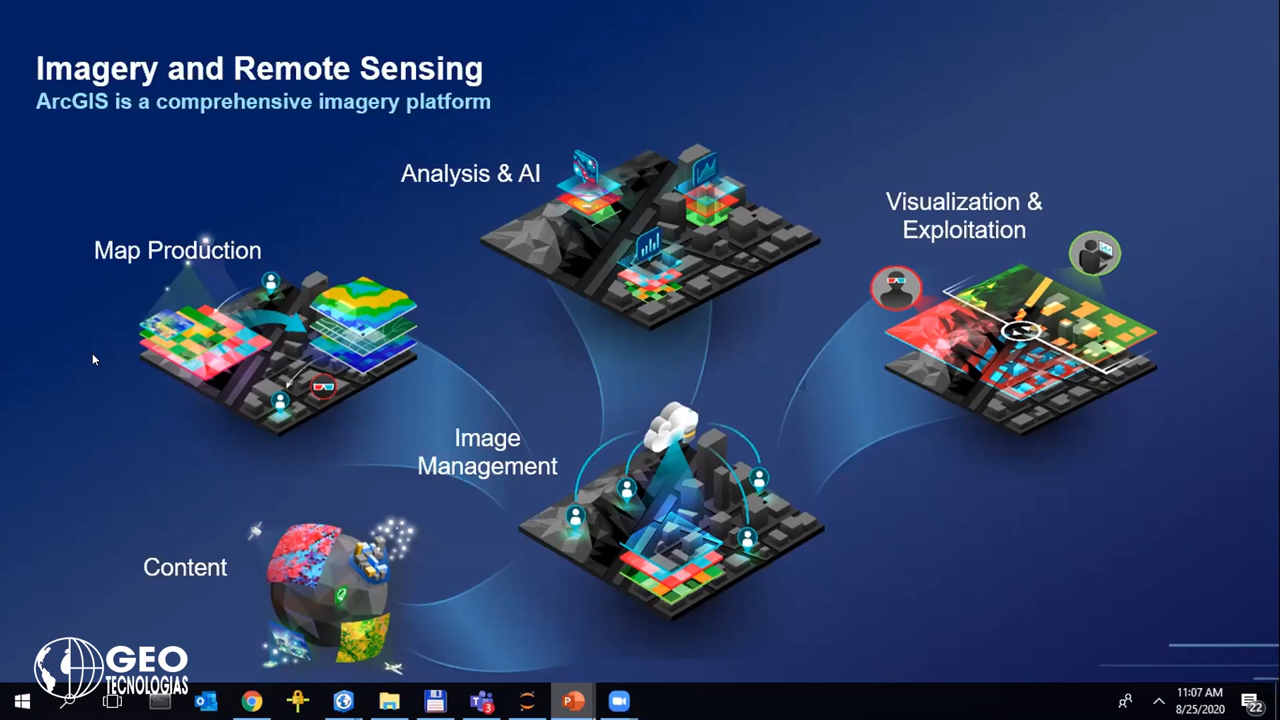 Imagery and Remote Sensing
ArcGIS is a comprehensive imagery platform
Analysis & AI
Visualization &
Exploitation
Map Production
Image
Management
Content
GEO
TECNOLOGIAS
3
11:07 AM
8/25/2020
22